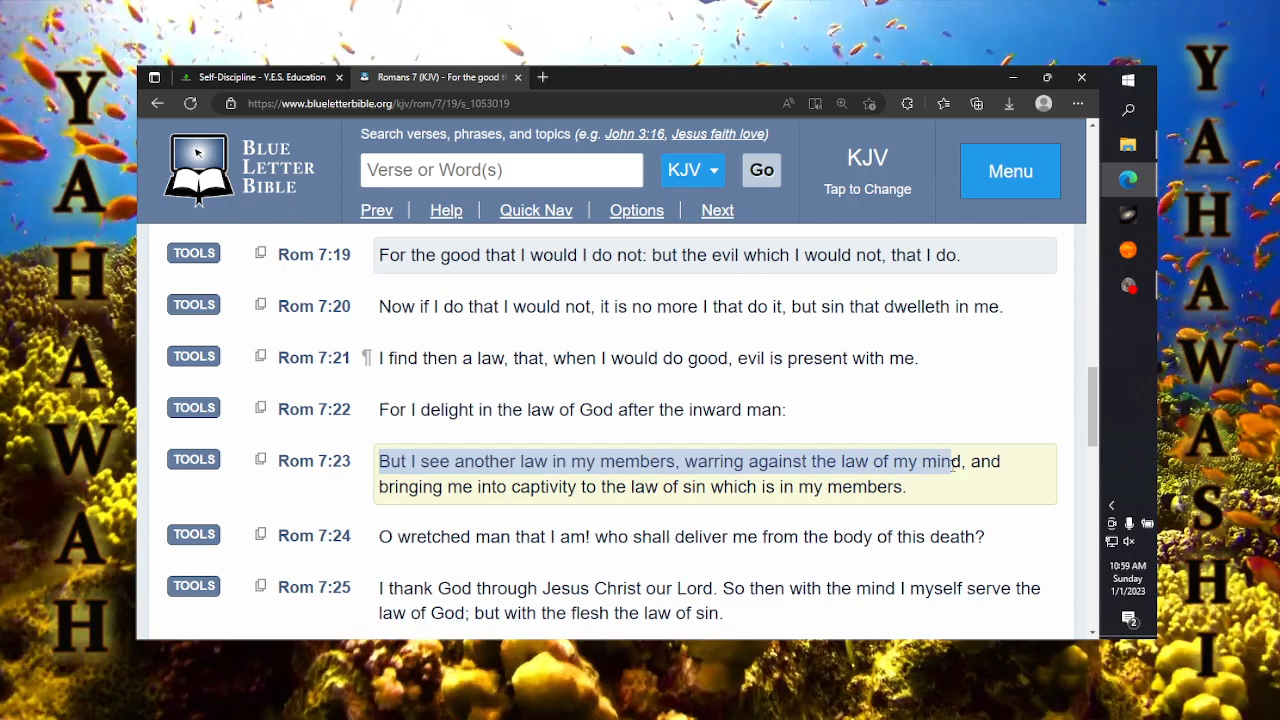 YAHAWAH
Self-Discipline - Y.E.S. Education
Romans 7 (KJV) - For the good t
https://www.blueletterbible.org/kjv/rom/7/19/s_1053019
BLUE
LETTER
BIBLE
Search verses, phrases, and topics (e.g. John 3:16, Jesus faith love)
Verse or Word(s)
KJV
Go
KJV
Tap to Change
Menu
Prev
Help
Quick Nav
Options
Next
TOOLS Rom 7:19 For the good that I would I do not: but the evil which I would not, that I do.
TOOLS Rom 7:20 Now if I do that I would not, it is no more I that do it, but sin that dwelleth in me.
TOOLS Rom 7:21 ¶ I find then a law, that, when I would do good, evil is present with me.
TOOLS Rom 7:22 For I delight in the law of God after the inward man:
TOOLS Rom 7:23 But I see another law in my members, warring against the law of my mind, and
bringing me into captivity to the law of sin which is in my members.
TOOLS Rom 7:24 O wretched man that I am! who shall deliver me from the body of this death?
TOOLS Rom 7:25 I thank God through Jesus Christ our Lord. So then with the mind I myself serve the
law of God; but with the flesh the law of sin.
10:59 AM
Sunday
1/1/2023
2
YAHAWASHI